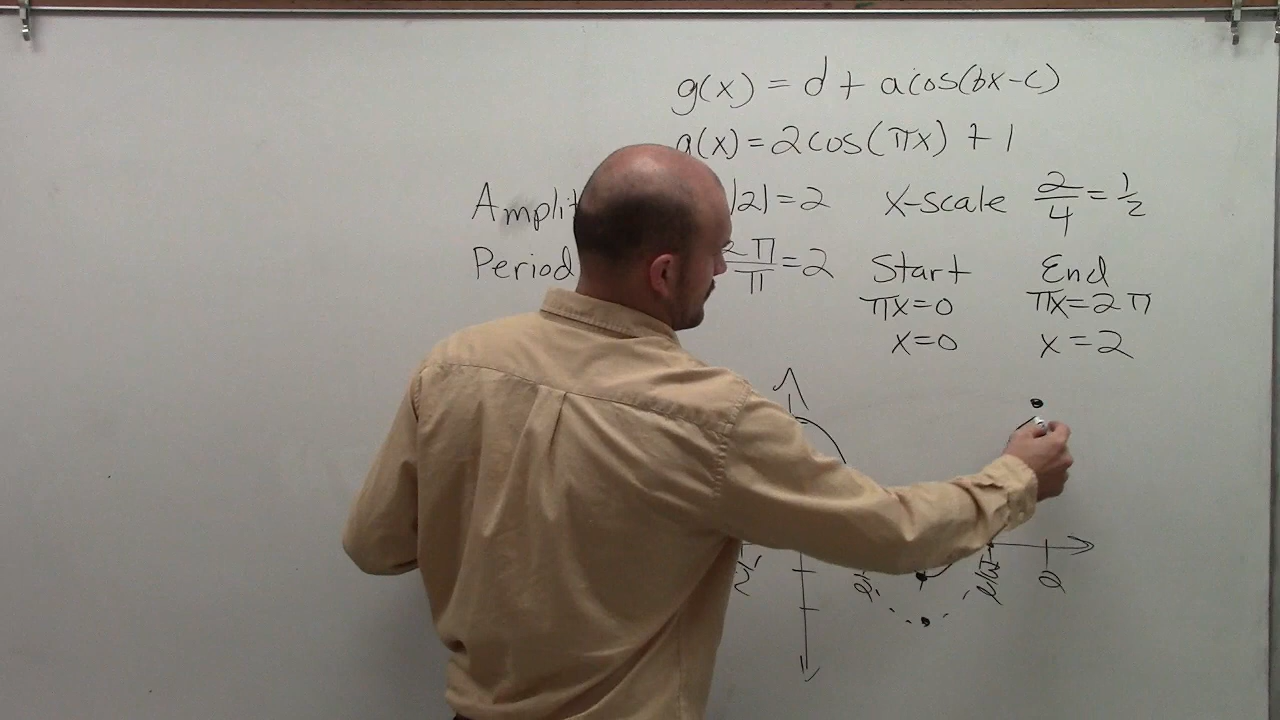 g(x) = d + a cos(bx-c)
g(x) = 2cos(πx) + 1
Amplit |2| = 2 x-scale 2/4 = 1/2
Period 2π/π = 2 Start End
πx=0 πx=2π
x=0 x=2
2